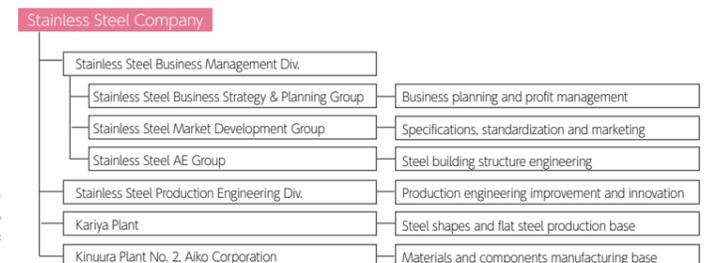 Stainless Steel Company
Stainless Steel Business Management Div.
Stainless Steel Business Strategy & Planning Group
Business planning and profit management
Stainless Steel Market Development Group
Specifications, standardization and marketing
Stainless Steel AE Group
Steel building structure engineering
Stainless Steel Production Engineering Div.
Production engineering improvement and innovation
Kariya Plant
Steel shapes and flat steel production base
Kinuura Plant No. 2, Aiko Corporation
Materials and components manufacturing base